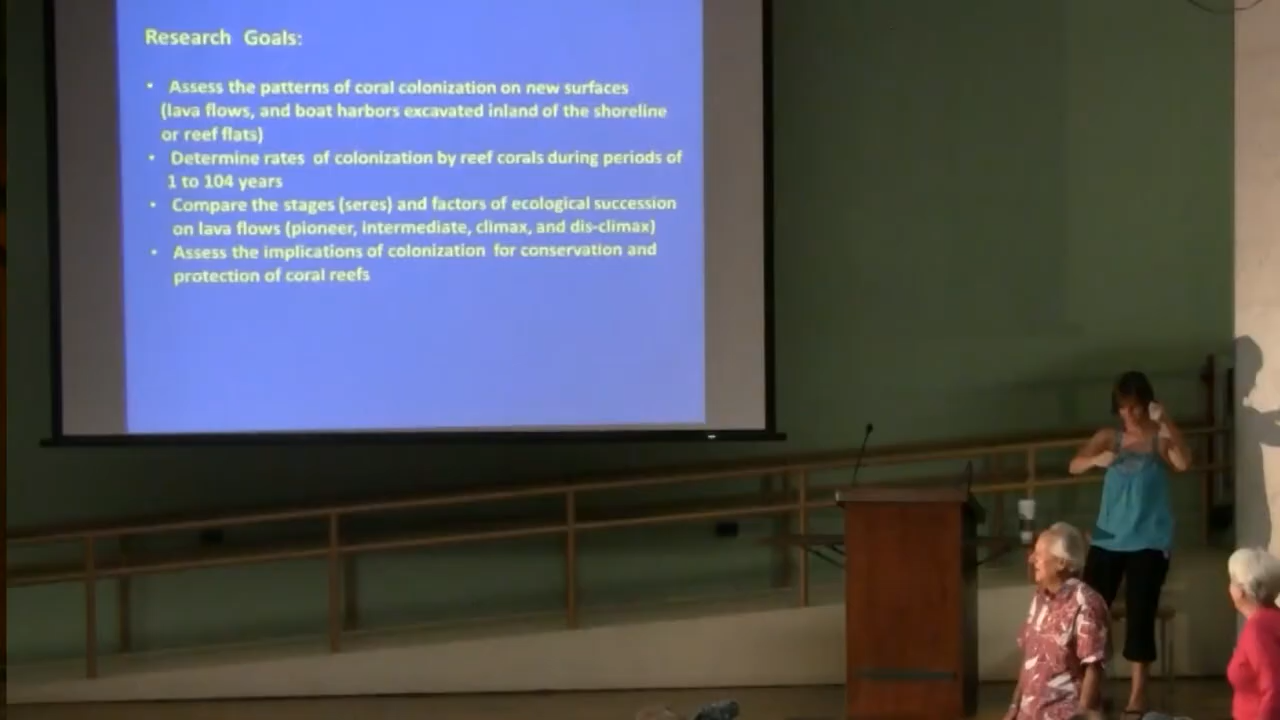 Research Goals:
• Assess the patterns of coral colonization on new surfaces
(lava flows, and boat harbors excavated inland of the shoreline
or reef flats)
• Determine rates of colonization by reef corals during periods of
1 to 104 years
• Compare the stages (seres) and factors of ecological succession
on lava flows (pioneer, intermediate, climax, and dis-climax)
• Assess the implications of colonization for conservation and
protection of coral reefs